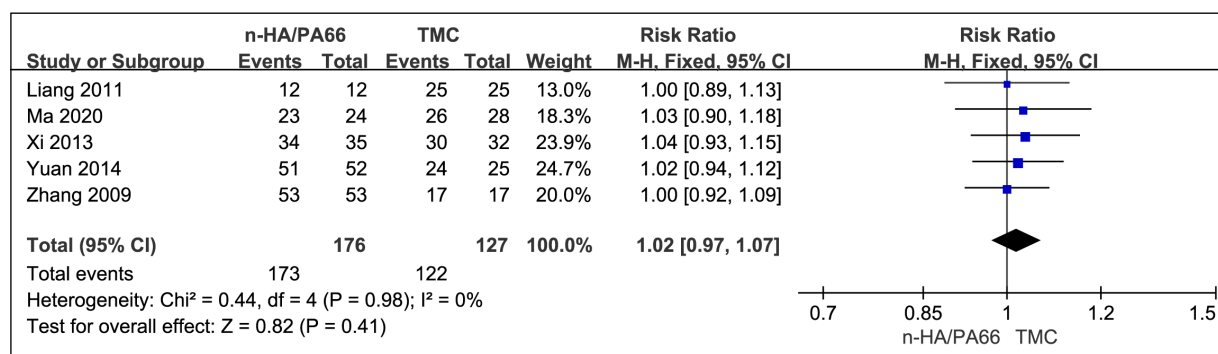 n-HA/PA66 TMC Risk Ratio Risk Ratio
Study or Subgroup Events Total Events Total Weight M-H, Fixed, 95% CI M-H, Fixed, 95% CI
Liang 2011 12 12 25 25 13.0% 1.00 [0.89, 1.13]
Ma 2020 23 24 26 28 18.3% 1.03 [0.90, 1.18]
Xi 2013 34 35 30 32 23.9% 1.04 [0.93, 1.15]
Yuan 2014 51 52 24 25 24.7% 1.02 [0.94, 1.12]
Zhang 2009 53 53 17 17 20.0% 1.00 [0.92, 1.09]
Total (95% CI) 176 127 100.0% 1.02 [0.97, 1.07]
Total events 173 122
Heterogeneity: Chi² = 0.44, df = 4 (P = 0.98); I² = 0%
Test for overall effect: Z = 0.82 (P = 0.41)
0.7 0.85 1 1.2 1.5
n-HA/PA66 TMC